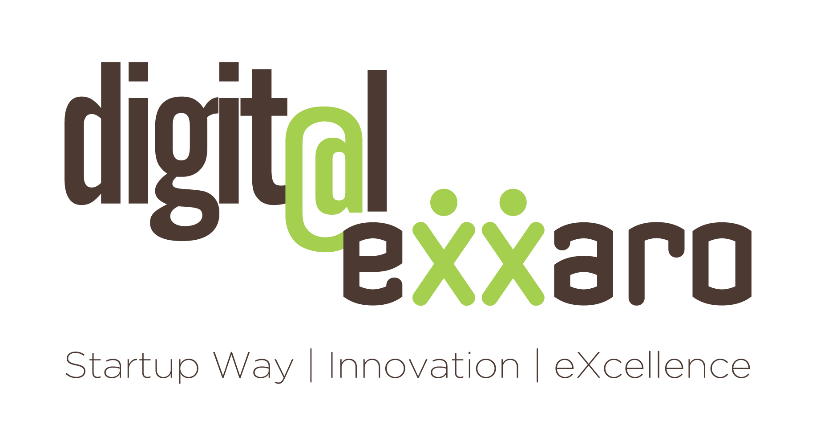 digit@l
exxaro
Startup Way | Innovation | eXcellence